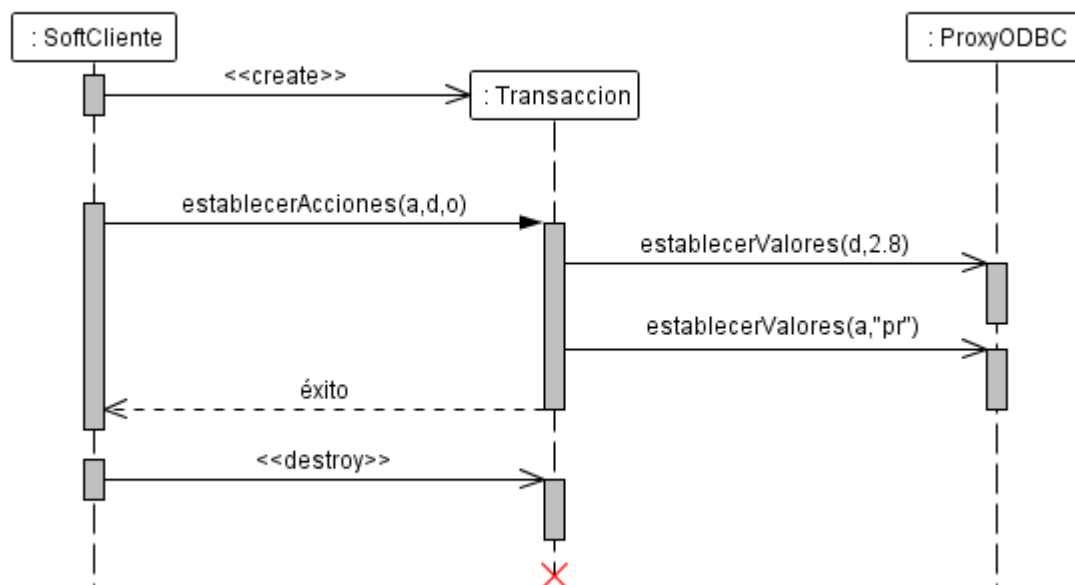 : SoftCliente
: ProxyODBC
<<create>>
: Transaccion
establecerAcciones(a,d,o)
establecerValores(d,2.8)
establecerValores(a,"pr")
éxito
<<destroy>>